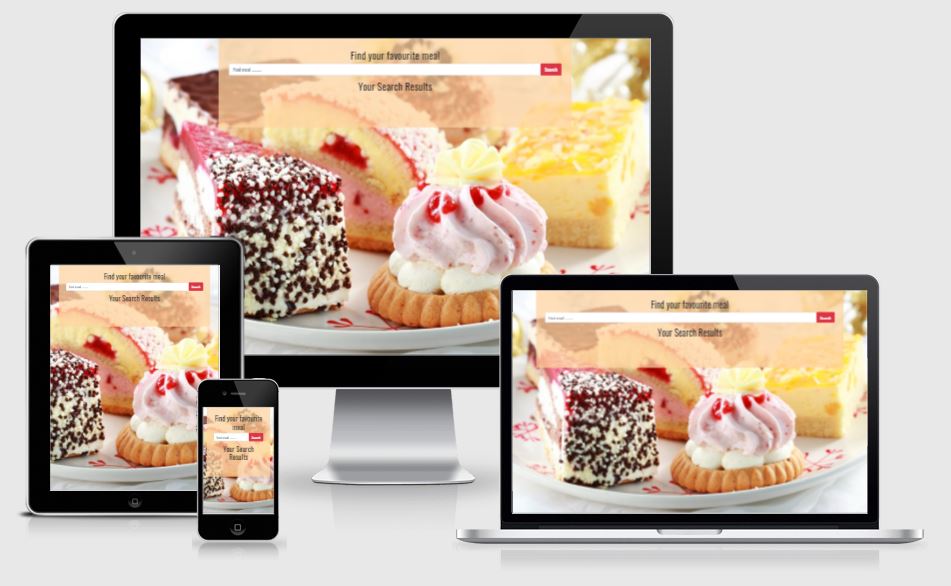 Find your favourite meal
Find meal ........
Search
Your Search Results
Find your favourite meal
Find meal ........
Search
Your Search Results
Find your favourite
meal
Find meal ........
Search
Your Search
Results
Find your favourite meal
Find meal ........
Search
Your Search Results